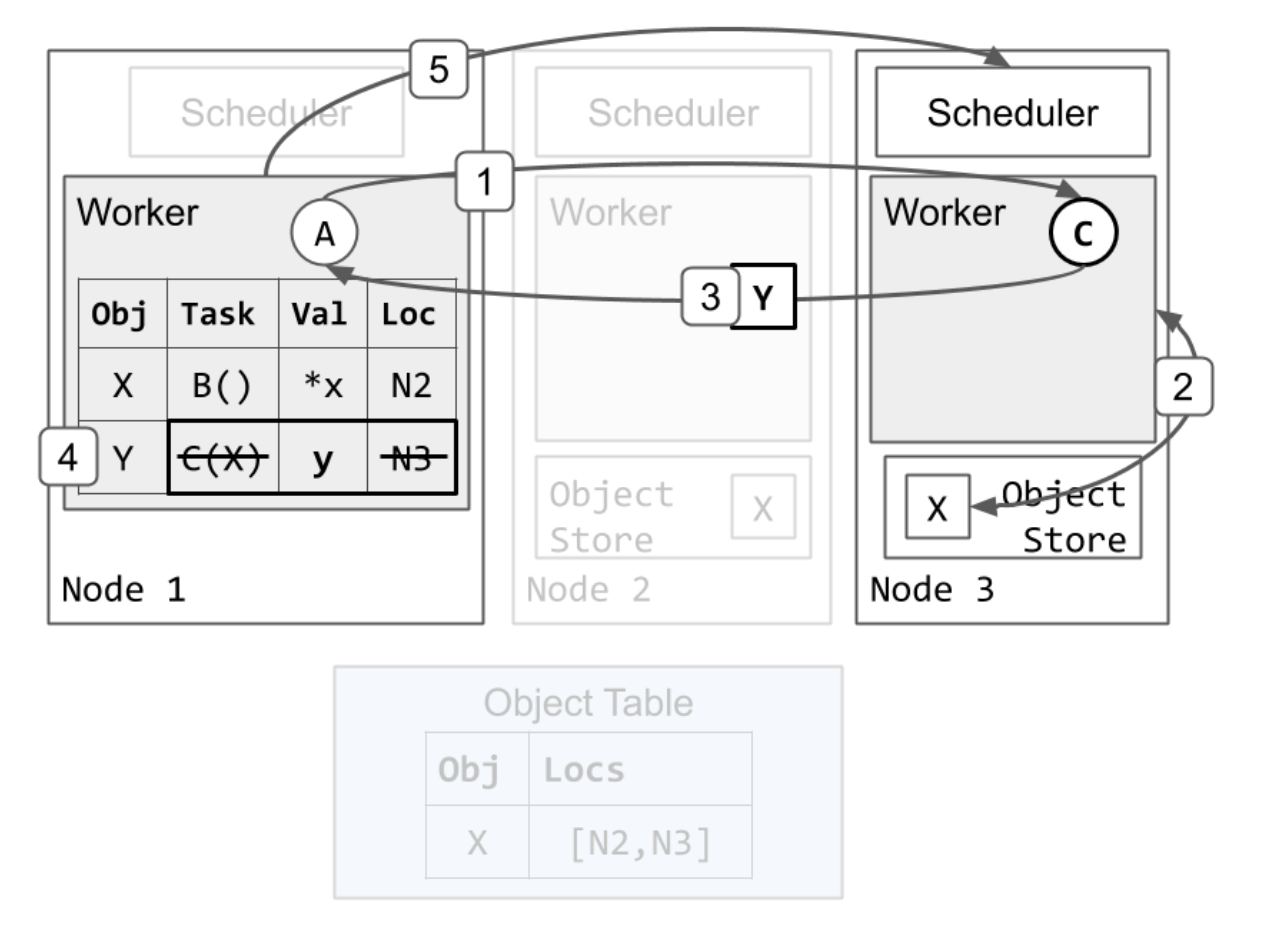 5
Scheduler
Scheduler
Scheduler
1
Worker
A
Worker
Worker
C
3
Y
Obj Task Val Loc
X B() *x N2
4
Y C(X) y N3
2
Object
Store
X
X
Object
Store
Node 1
Node 2
Node 3
Object Table
Obj Locs
X [N2,N3]